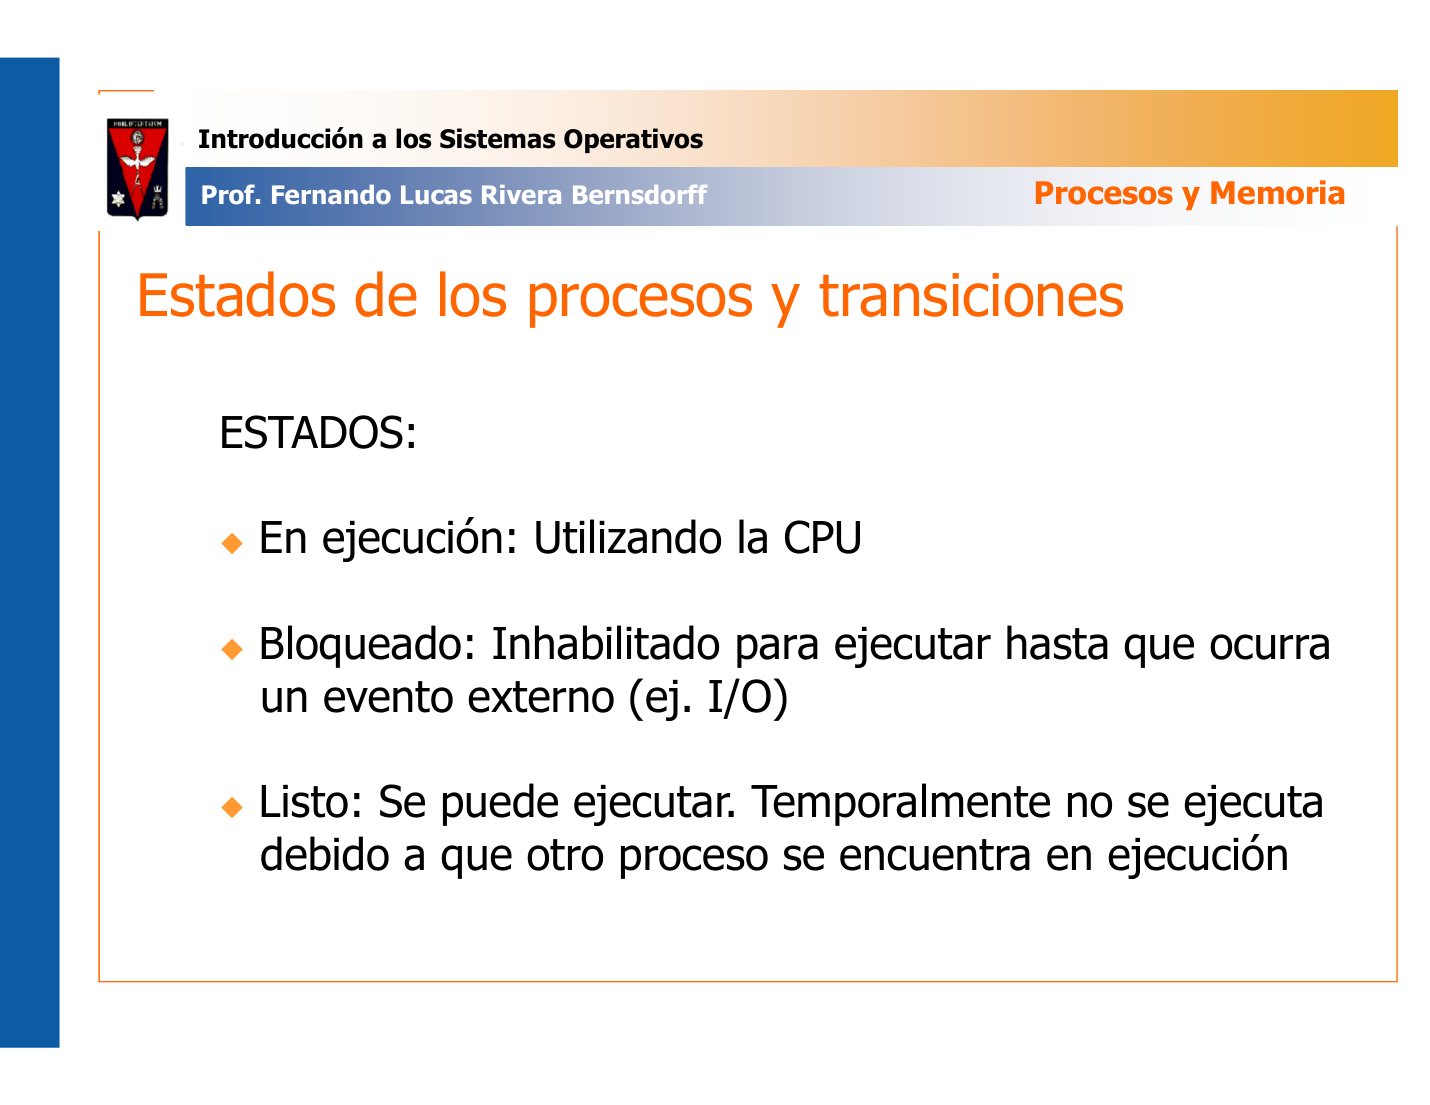 Introducción a los Sistemas Operativos
Prof. Fernando Lucas Rivera Bernsdorff
Procesos y Memoria
Estados de los procesos y transiciones
ESTADOS:
En ejecución: Utilizando la CPU
Bloqueado: Inhabilitado para ejecutar hasta que ocurra
un evento externo (ej. I/O)
Listo: Se puede ejecutar. Temporalmente no se ejecuta
debido a que otro proceso se encuentra en ejecución